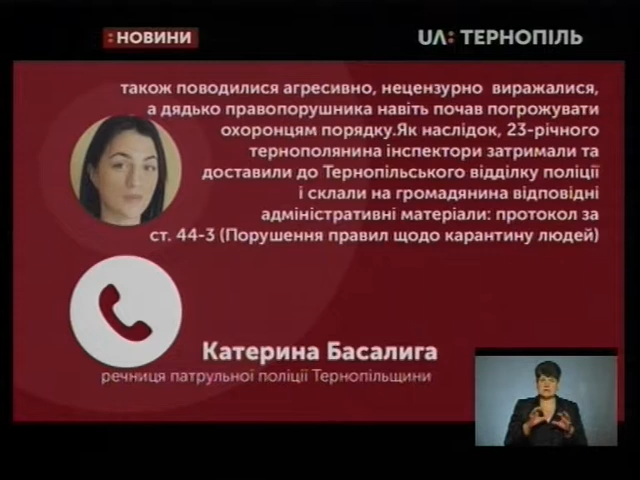 :НОВИНИ
UA: ТЕРНОПІЛЬ
також поводилися агресивно, нецензурно виражалися,
а дядько правопорушника навіть почав погрожувати
охоронцям порядку.Як наслідок, 23-річного
тернополянина інспектори затримали та
доставили до Тернопільського відділку поліції
і склали на громадянина відповідні
адміністративні матеріали: протокол за
ст. 44-3 (Порушення правил щодо карантину людей)
Катерина Басалига
речниця патрульної поліції Тернопільщини